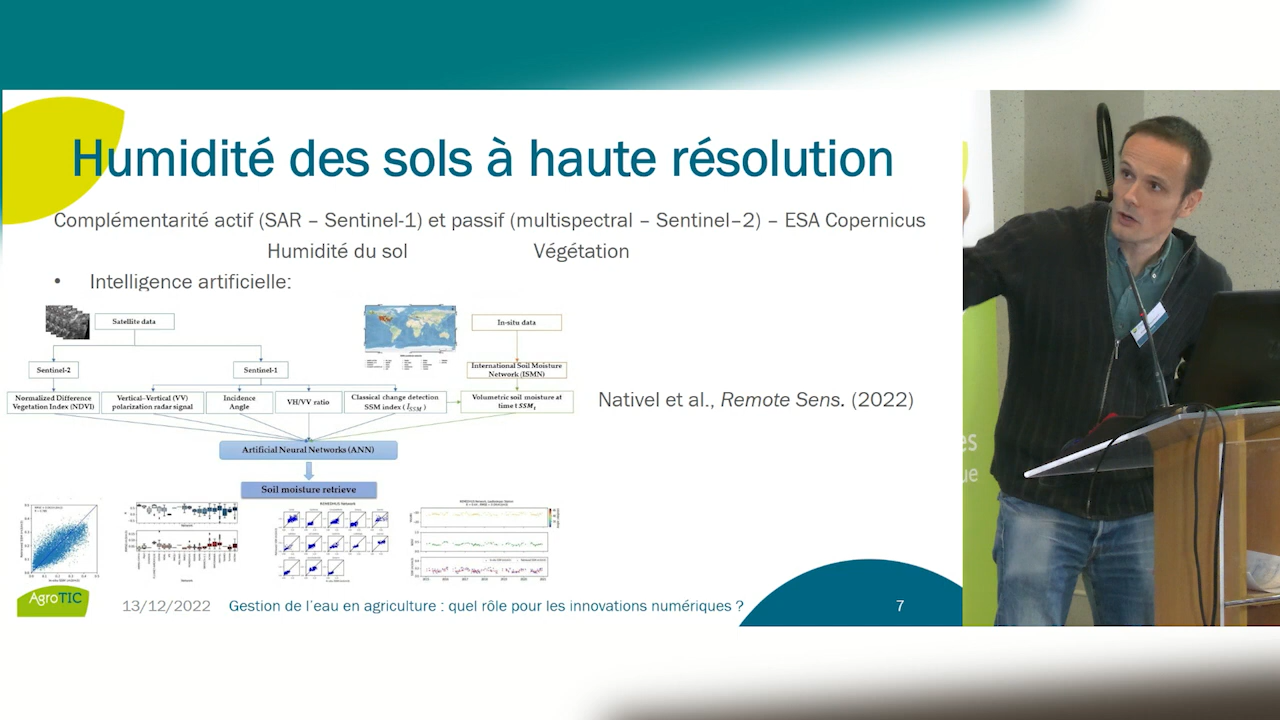 Humidité des sols à haute résolution
Complémentarité actif (SAR – Sentinel-1) et passif (multispectral – Sentinel–2) – ESA Copernicus
Humidité du sol
Végétation
• Intelligence artificielle:
Satellite data
In-situ data
Sentinel-2
Sentinel-1
International Soil Moisture
Network (ISMN)
Normalized Difference
Vegetation Index (NDVI)
Vertical–Vertical (VV)
polarization radar signal
Incidence
Angle
VH/VV ratio
Classical change detection
SSM index (I_SSM)
Volumetric soil moisture at
time t SSM_t
Nativel et al., Remote Sens. (2022)
Artificial Neural Networks (ANN)
Soil moisture retrieve
AgroTIC
13/12/2022
Gestion de l'eau en agriculture : quel rôle pour les innovations numériques ?
7